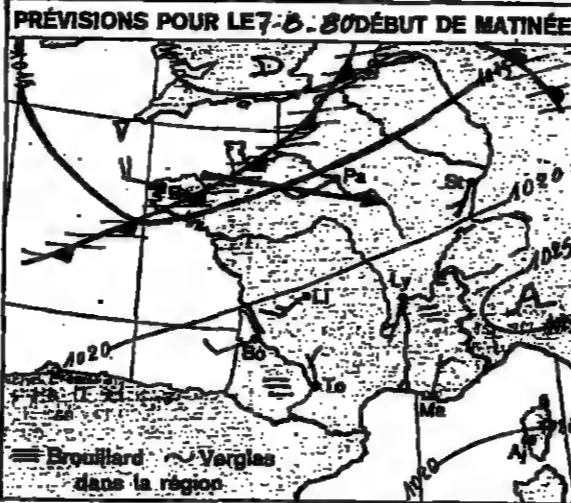 PRÉVISIONS POUR LE 7-8-80 DÉBUT DE MATINÉE
D
1015
1015
V
Pa
St
1020
1025
Li
Ly
A
1020
Bo
To
Ma
Aj
1020
Brouillard Verglas
dans la région